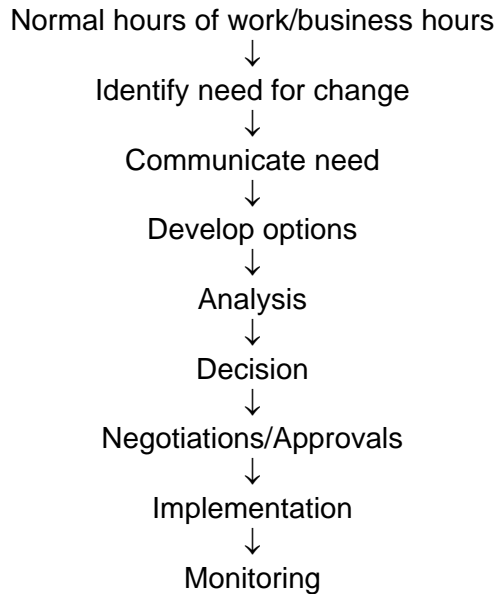 Normal hours of work/business hours
↓
Identify need for change
↓
Communicate need
↓
Develop options
↓
Analysis
↓
Decision
↓
Negotiations/Approvals
↓
Implementation
↓
Monitoring